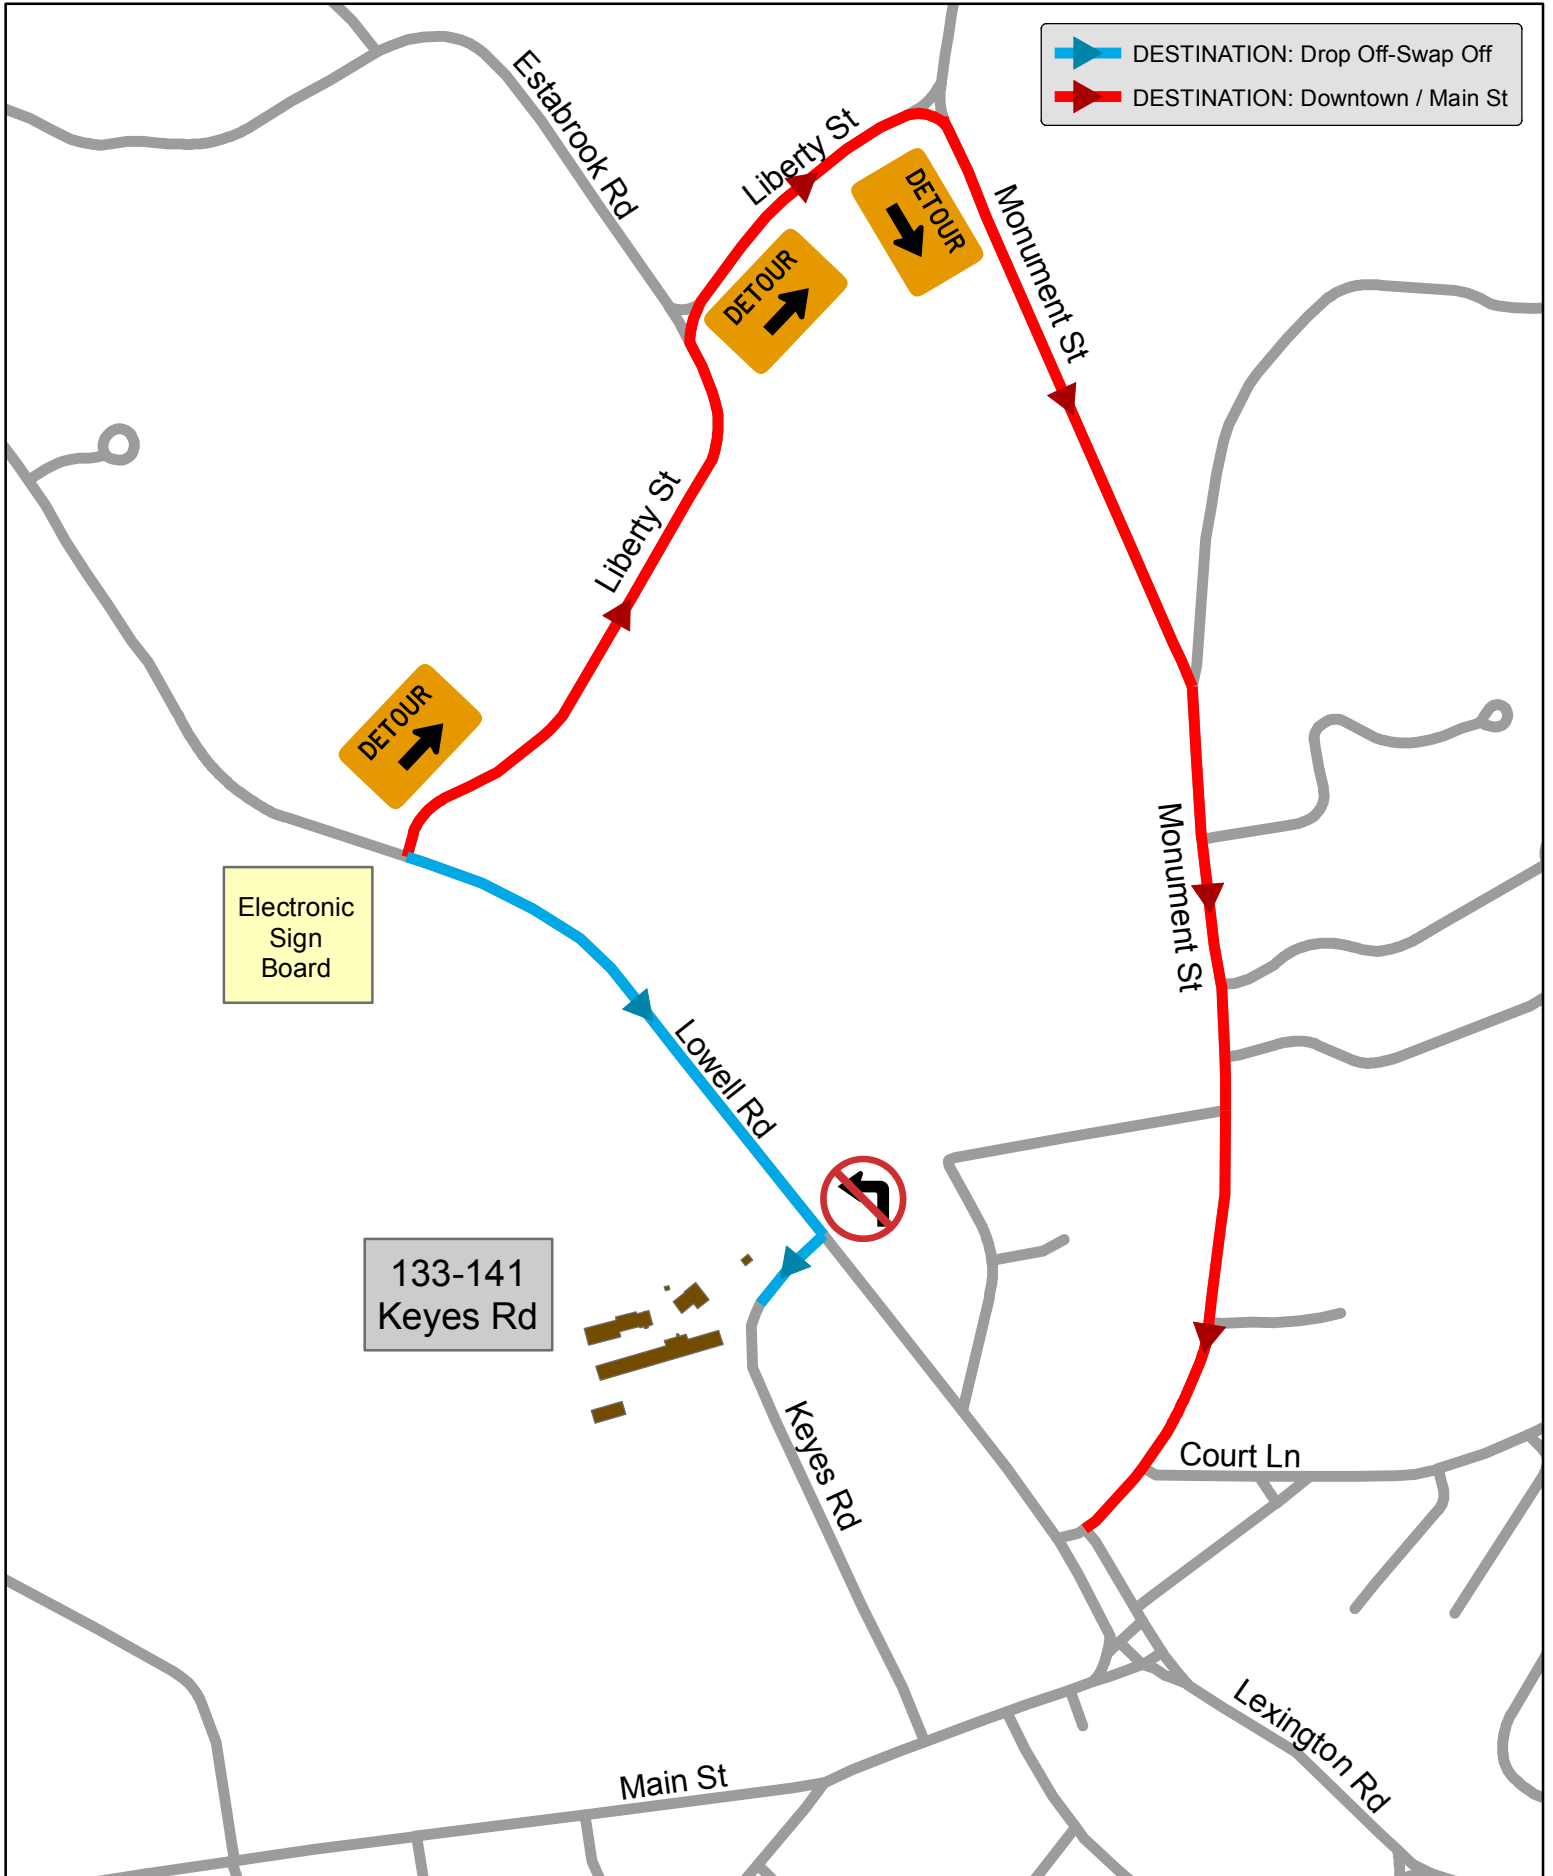 DESTINATION: Drop Off-Swap Off
DESTINATION: Downtown / Main St
Estabrook Rd
Liberty St
DETOUR
Monument St
DETOUR
Liberty St
DETOUR
Monument St
Electronic
Sign
Board
Lowell Rd
133-141
Keyes Rd
Keyes Rd
Court Ln
Lexington Rd
Main St